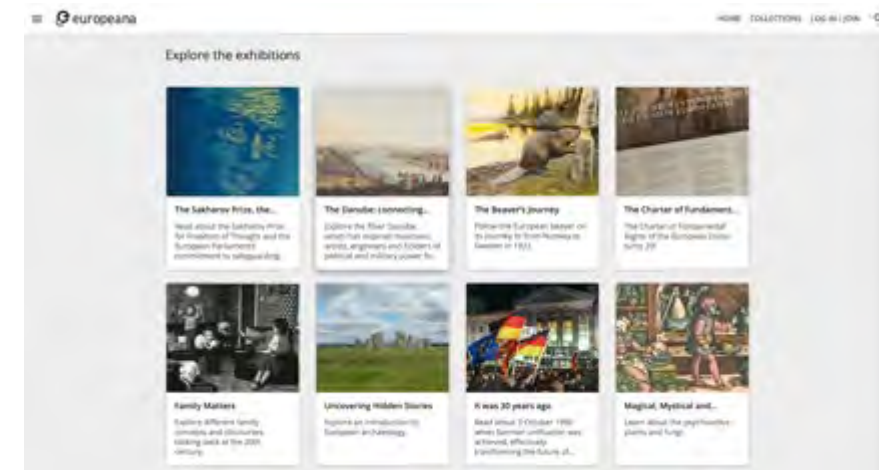 europeana
HOME COLLECTIONS LOG IN / JOIN
Explore the exhibitions
The Sakharov Prize, the...
Read about the Sakharov Prize
for Freedom of Thought and the
European Parliament's
commitment to safeguarding
The Danube: connecting...
Explore the River Danube,
which has inspired musicians,
artists, engineers and holders of
political and military power fo...
The Beaver's Journey
Follow the European beaver on
its journey to from Norway to
Sweden in 1922.
The Charter of Fundament...
The Charter of Fundamental
Rights of the European Union
turns 20!
Family Matters
Explore different family
concepts and discourses
looking back at the 20th
century.
Uncovering Hidden Stories
Explore an introduction to
European archaeology.
It was 30 years ago
Read about 3 October 1990
when German unification was
achieved, effectively
transforming the future of...
Magical, Mystical and...
Learn about the psychoactive
plants and fungi.